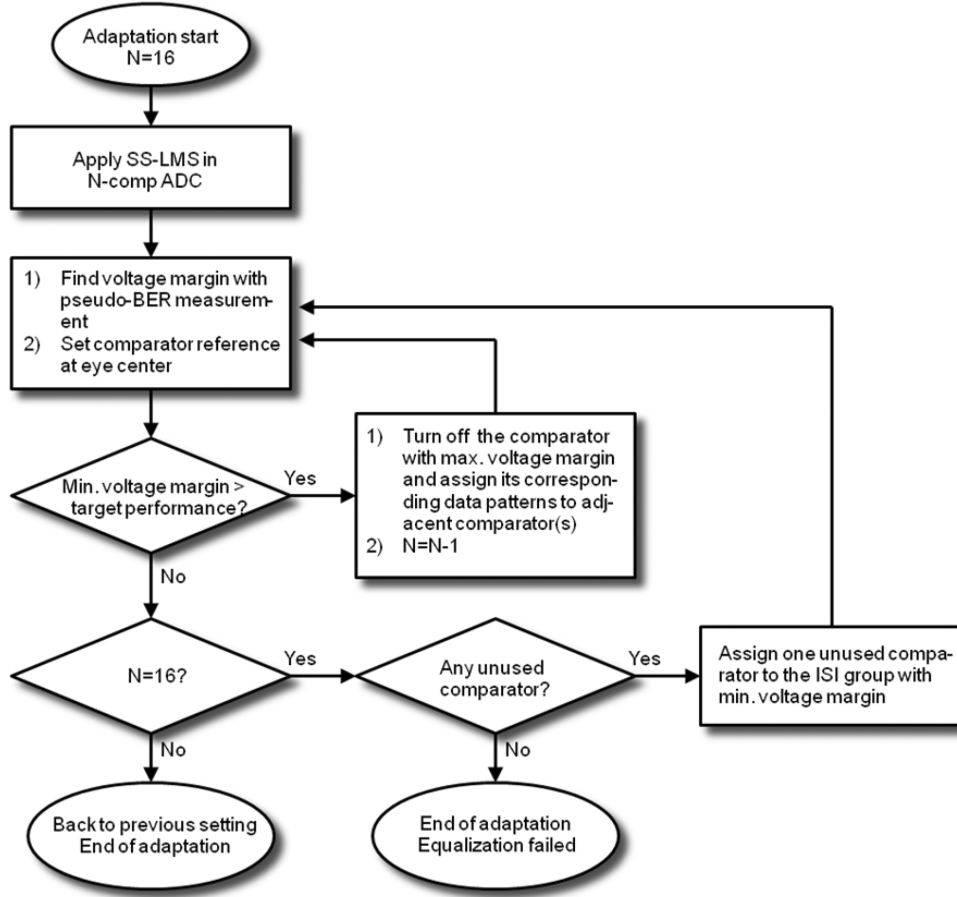 Adaptation start
N=16
Apply SS-LMS in
N-comp ADC
1) Find voltage margin with
pseudo-BER measurem-
ent
2) Set comparator reference
at eye center
Min. voltage margin >
target performance?
Yes
1) Turn off the comparator
with max. voltage margin
and assign its correspon-
ding data patterns to adj-
acent comparator(s)
2) N=N-1
No
N=16?
Yes
Any unused
comparator?
Yes
Assign one unused compa-
rator to the ISI group with
min. voltage margin
No
No
Back to previous setting
End of adaptation
End of adaptation
Equalization failed